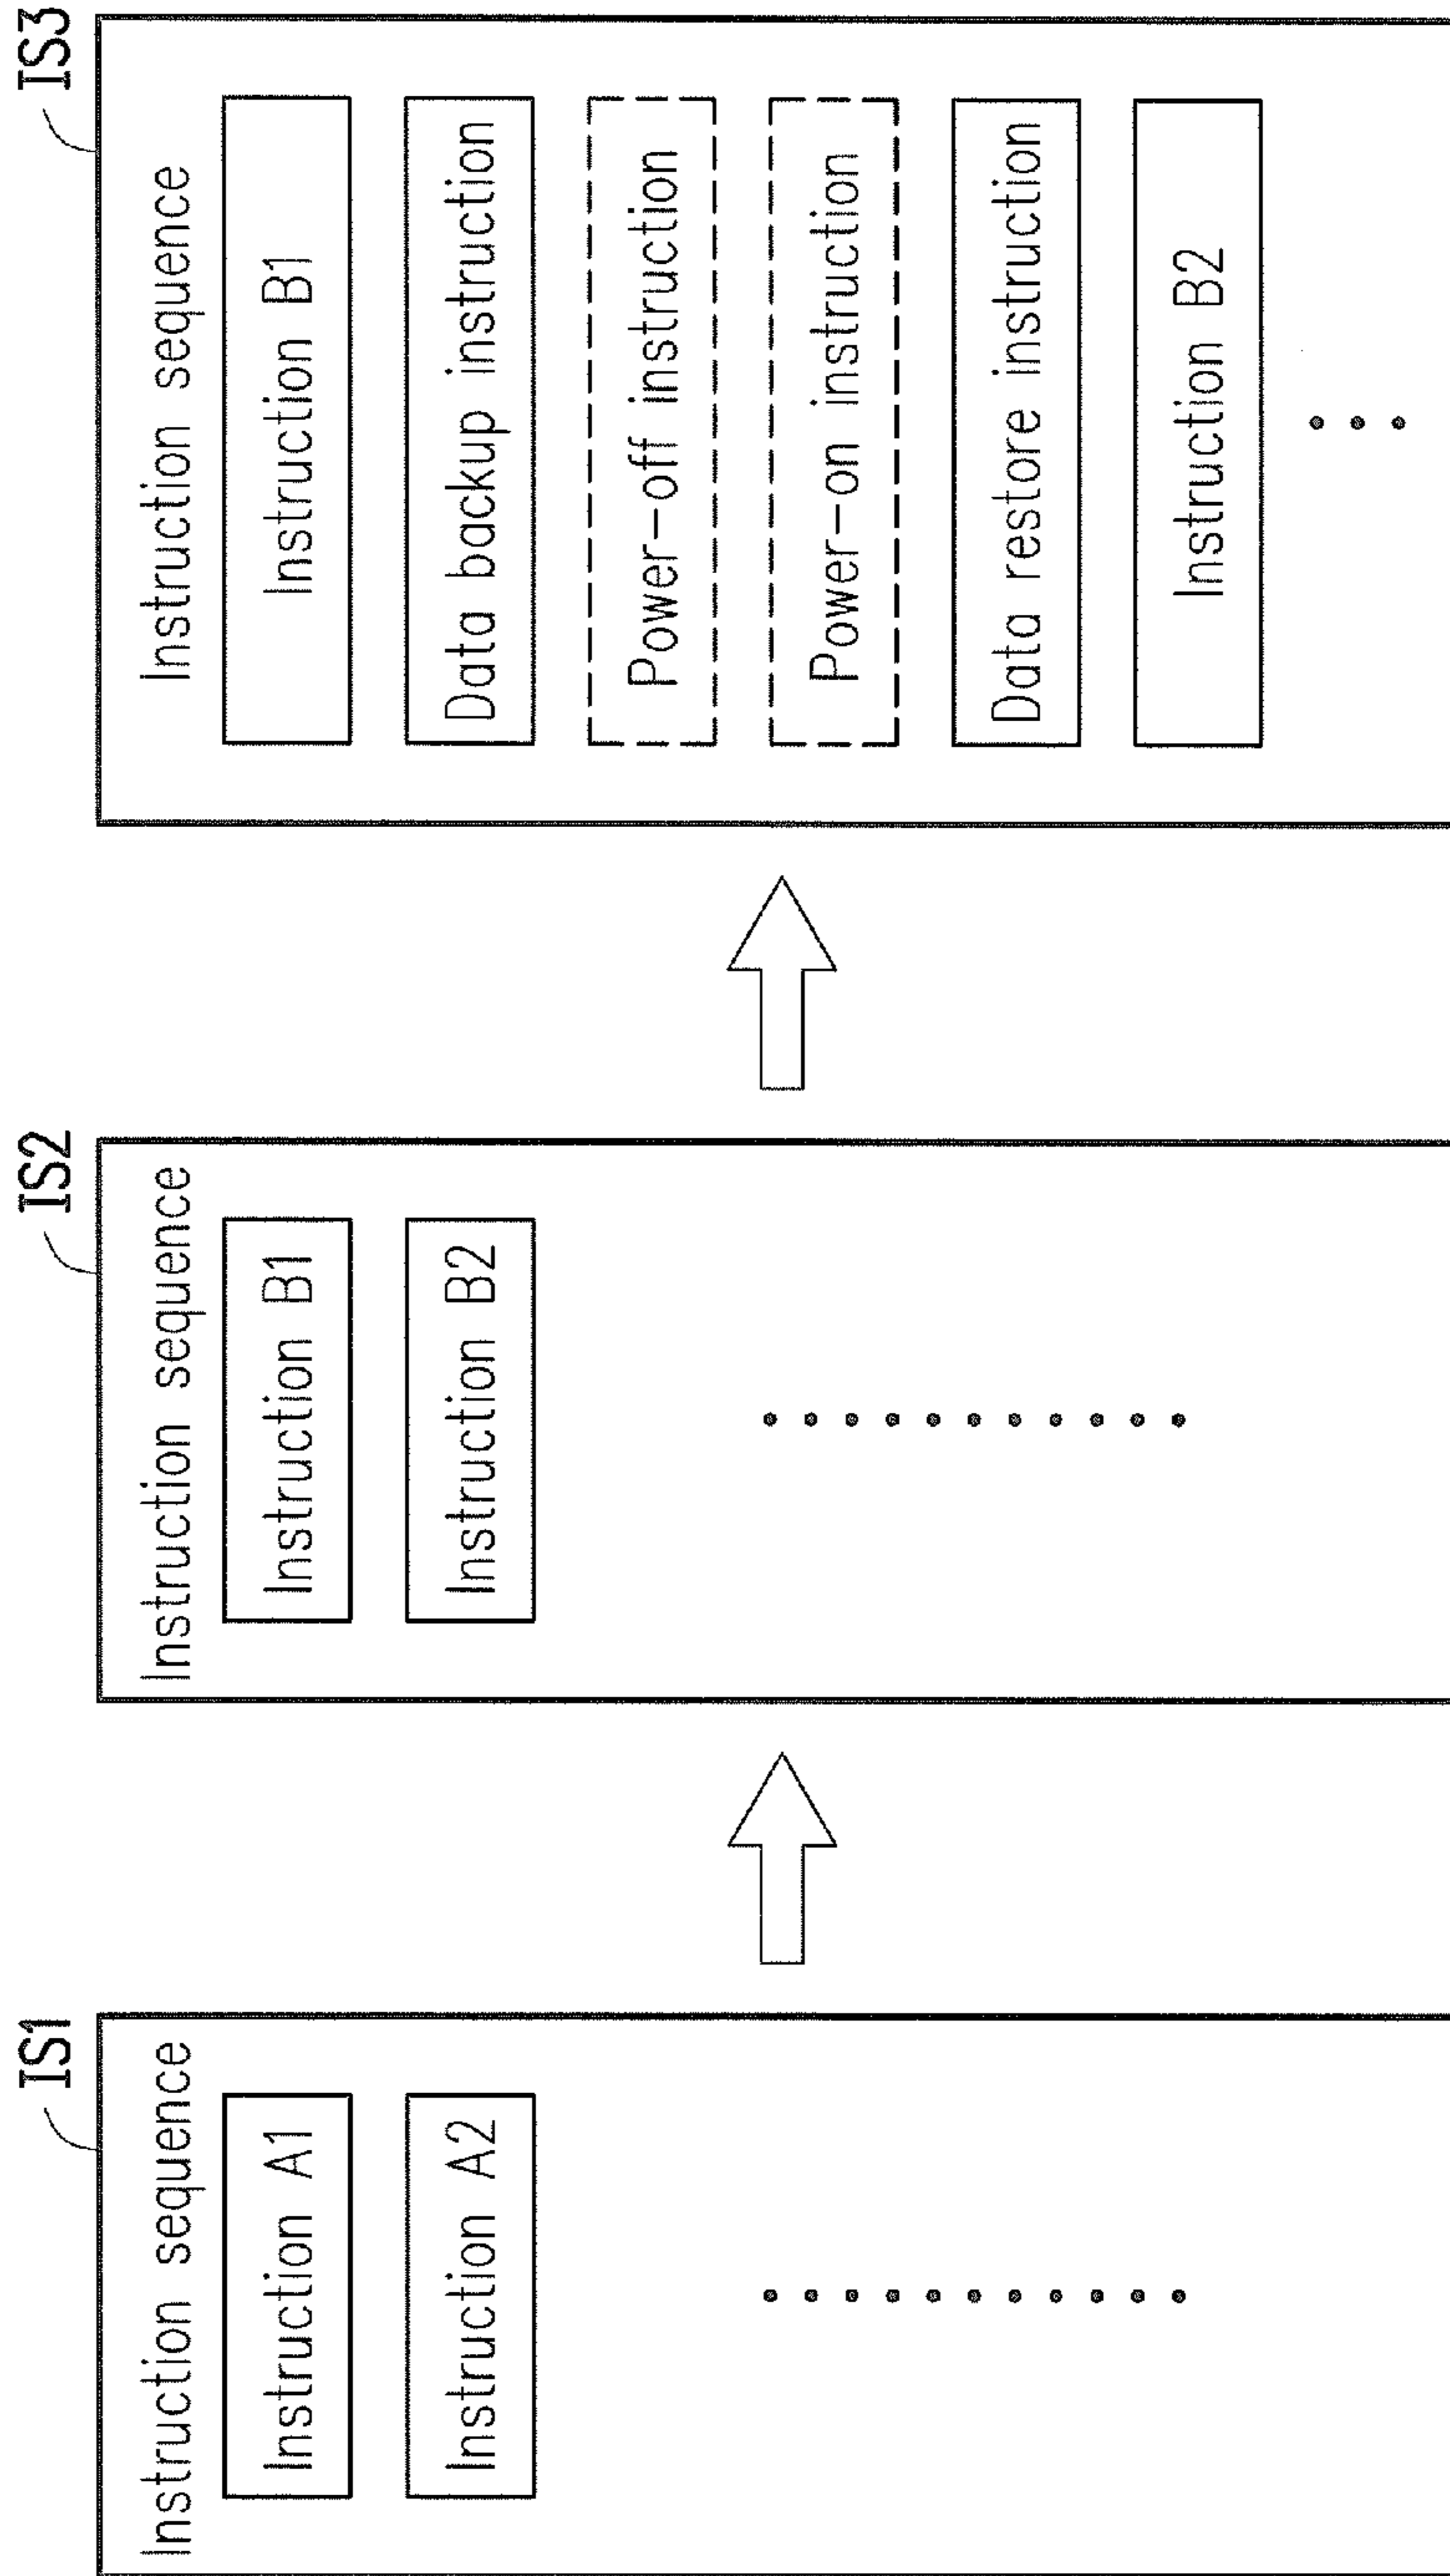 IS1
Instruction sequence
Instruction A1
Instruction A2
IS2
Instruction sequence
Instruction B1
Instruction B2
IS3
Instruction sequence
Instruction B1
Data backup instruction
Power-off instruction
Power-on instruction
Data restore instruction
Instruction B2